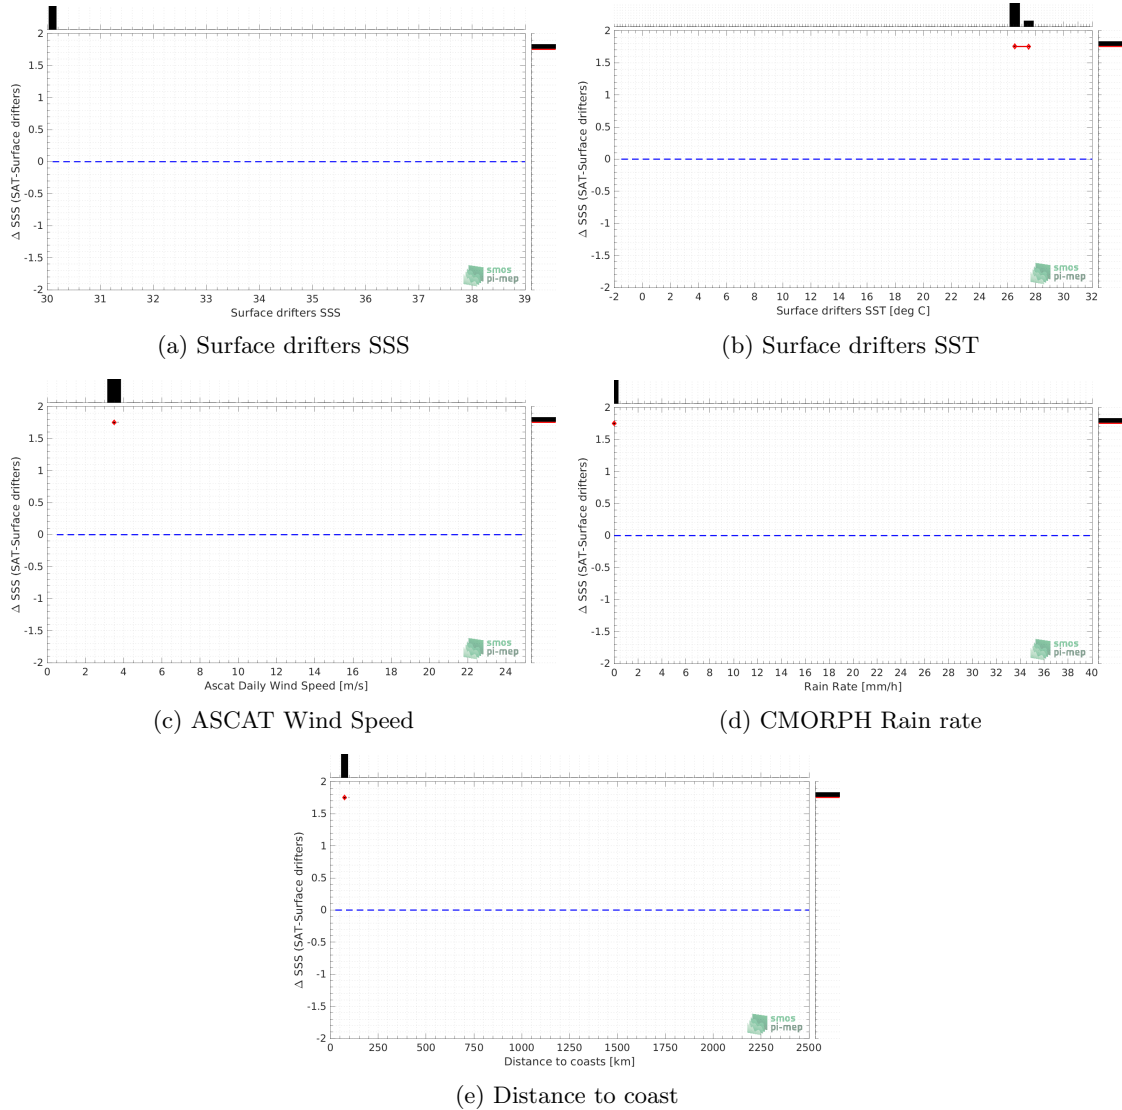 2
1.5
1
0.5
0
-0.5
-1
-1.5
-2
Δ SSS (SAT-Surface drifters)
smos
pi-mep
30 31 32 33 34 35 36 37 38 39
Surface drifters SSS
(a) Surface drifters SSS
2
1.5
1
0.5
0
-0.5
-1
-1.5
-2
Δ SSS (SAT-Surface drifters)
smos
pi-mep
-2 0 2 4 6 8 10 12 14 16 18 20 22 24 26 28 30 32
Surface drifters SST [deg C]
(b) Surface drifters SST
2
1.5
1
0.5
0
-0.5
-1
-1.5
-2
Δ SSS (SAT-Surface drifters)
smos
pi-mep
0 2 4 6 8 10 12 14 16 18 20 22 24
Ascat Daily Wind Speed [m/s]
(c) ASCAT Wind Speed
2
1.5
1
0.5
0
-0.5
-1
-1.5
-2
Δ SSS (SAT-Surface drifters)
smos
pi-mep
0 2 4 6 8 10 12 14 16 18 20 22 24 26 28 30 32 34 36 38 40
Rain Rate [mm/h]
(d) CMORPH Rain rate
2
1.5
1
0.5
0
-0.5
-1
-1.5
-2
Δ SSS (SAT-Surface drifters)
smos
pi-mep
0 250 500 750 1000 1250 1500 1750 2000 2250 2500
Distance to coasts [km]
(e) Distance to coast